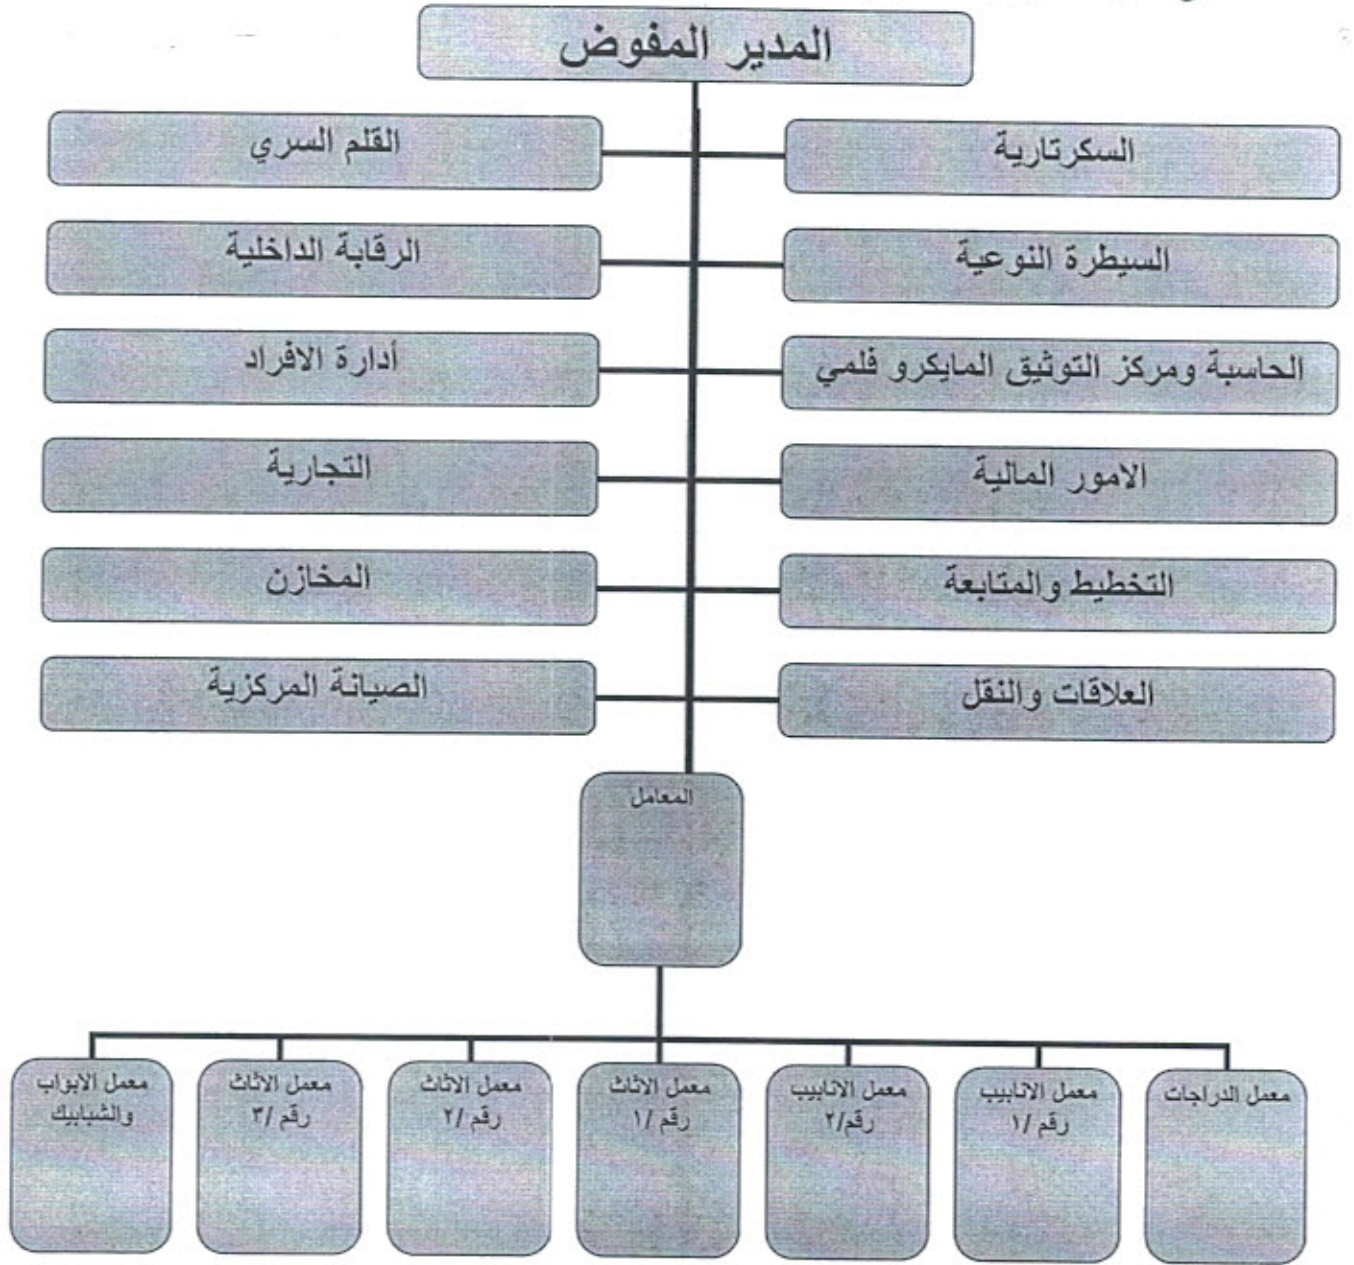 المدير المفوض
السكرتارية
القلم السري
السيطرة النوعية
الرقابة الداخلية
الحاسبة ومركز التوثيق المايكرو فلمي
أدارة الافراد
الامور المالية
التجارية
التخطيط والمتابعة
المخازن
العلاقات والنقل
الصيانة المركزية
المعامل
معمل الدراجات
معمل الانابيب
رقم /١
معمل الانابيب
رقم/٢
معمل الاثاث
رقم /١
معمل الاثاث
رقم /٢
معمل الاثاث
رقم /٣
معمل الابواب
والشبابيك